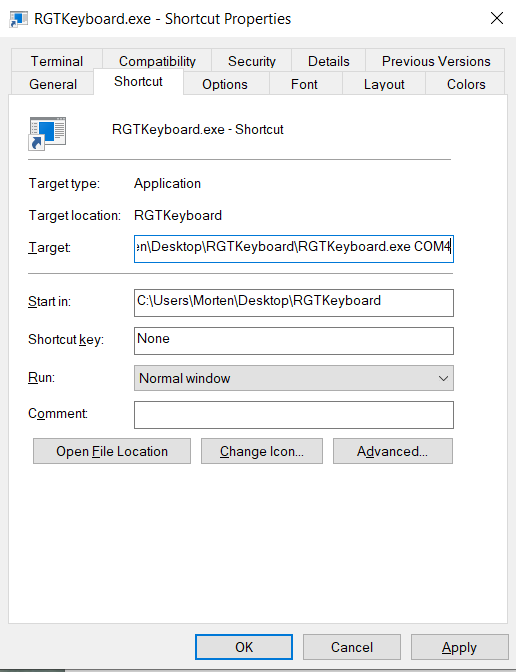 RGTKeyboard.exe - Shortcut Properties
Terminal Compatibility Security Details Previous Versions
General Shortcut Options Font Layout Colors
RGTKeyboard.exe - Shortcut
Target type: Application
Target location: RGTKeyboard
Target: en\Desktop\RGTKeyboard\RGTKeyboard.exe COM4
Start in: C:\Users\Morten\Desktop\RGTKeyboard
Shortcut key: None
Run: Normal window
Comment:
Open File Location Change Icon... Advanced...
OK Cancel Apply